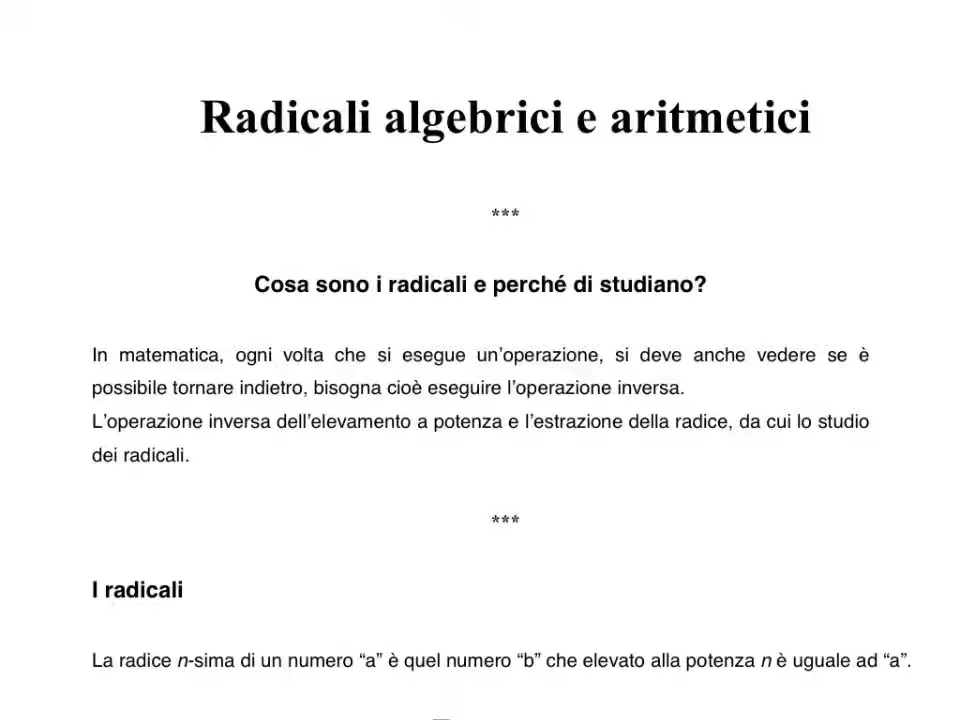 Radicali algebrici e aritmetici
***
Cosa sono i radicali e perché di studiano?
In matematica, ogni volta che si esegue un’operazione, si deve anche vedere se è
possibile tornare indietro, bisogna cioè eseguire l’operazione inversa.
L’operazione inversa dell’elevamento a potenza e l’estrazione della radice, da cui lo studio
dei radicali.
***
I radicali
La radice n-sima di un numero “a” è quel numero “b” che elevato alla potenza n è uguale ad “a”.